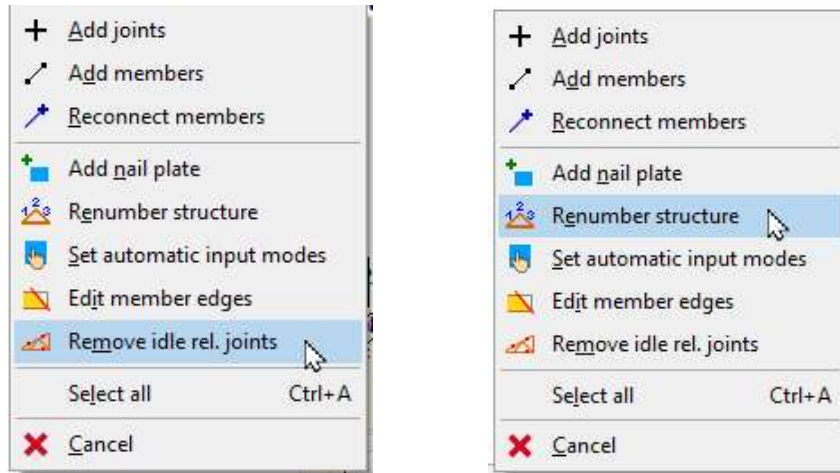 Add joints
Add members
Reconnect members
Add nail plate
Renumber structure
Set automatic input modes
Edit member edges
Remove idle rel. joints
Select all Ctrl+A
Cancel
Add joints
Add members
Reconnect members
Add nail plate
Renumber structure
Set automatic input modes
Edit member edges
Remove idle rel. joints
Select all Ctrl+A
Cancel